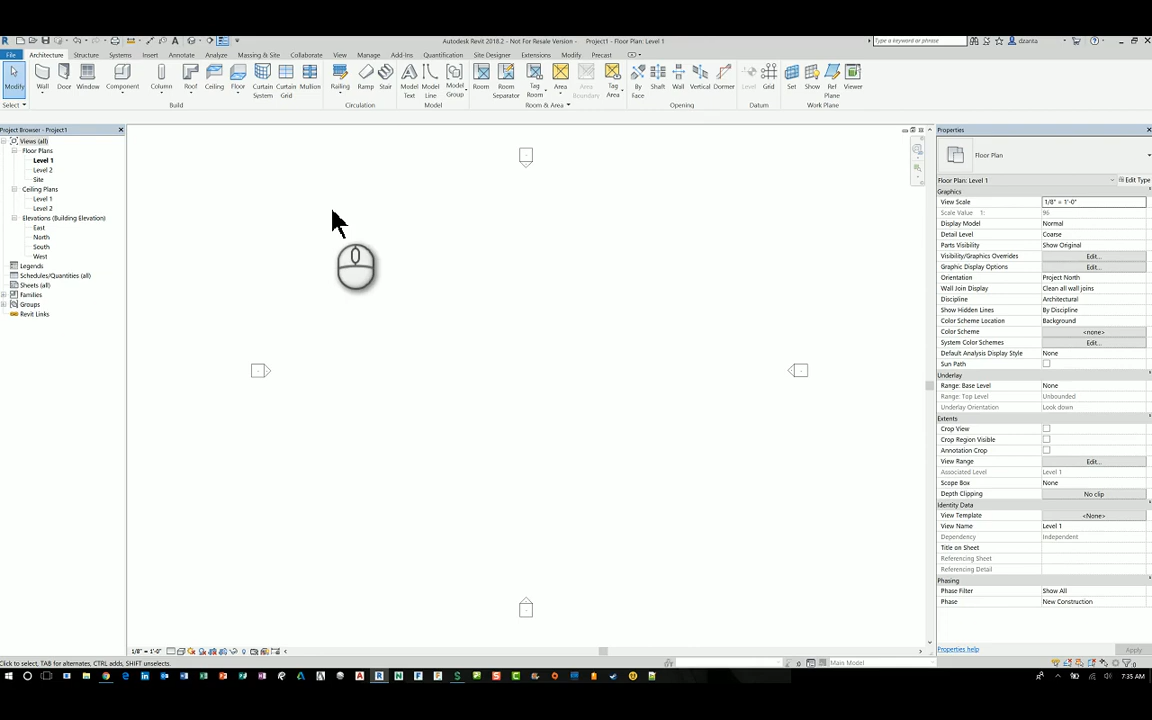 Autodesk Revit 2018.2 - Not For Resale Version - Project1 - Floor Plan: Level 1
Type a keyword or phrase
dzanta
File Architecture Structure Systems Insert Annotate Analyze Massing & Site Collaborate View Manage Add-Ins Quantification Site Designer Extensions Modify Precast
Modify Wall Door Window Component Column Roof Ceiling Floor Curtain System Curtain Grid Mullion Railing Ramp Stair Model Text Model Line Model Group Room Room Separator Tag Room Area Area Boundary Tag Area By Face Shaft Wall Vertical Dormer Level Grid Set Show Ref Plane Viewer
Select Build Circulation Model Room & Area Opening Datum Work Plane
Project Browser - Project1
Views (all)
Floor Plans
Level 1
Level 2
Site
Ceiling Plans
Level 1
Level 2
Elevations (Building Elevation)
East
North
South
West
Legends
Schedules/Quantities (all)
Sheets (all)
Families
Groups
Revit Links
Properties
Floor Plan
Floor Plan: Level 1 Edit Type
Graphics
View Scale 1/8" = 1'-0"
Scale Value 1: 96
Display Model Normal
Detail Level Coarse
Parts Visibility Show Original
Visibility/Graphics Overrides Edit...
Graphic Display Options Edit...
Orientation Project North
Wall Join Display Clean all wall joins
Discipline Architectural
Show Hidden Lines By Discipline
Color Scheme Location Background
Color Scheme <none>
System Color Schemes Edit...
Default Analysis Display Style None
Sun Path
Underlay
Range: Base Level None
Range: Top Level Unbounded
Underlay Orientation Look down
Extents
Crop View
Crop Region Visible
Annotation Crop
View Range Edit...
Associated Level Level 1
Scope Box None
Depth Clipping No clip
Identity Data
View Template <None>
View Name Level 1
Dependency Independent
Title on Sheet
Referencing Sheet
Referencing Detail
Phasing
Phase Filter Show All
Phase New Construction
Properties help Apply
1/8" = 1'-0"
Click to select, TAB for alternates, CTRL adds, SHIFT unselects.
:0 Main Model :0
7:35 AM